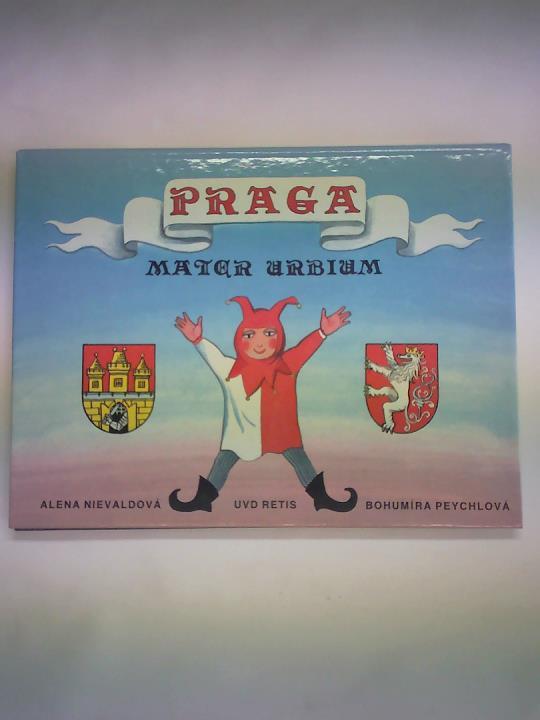 PRAGA
MATER URBIUM
ALENA NIEVALDOVÁ UVD RETIS BOHUMÍRA PEYCHLOVÁ